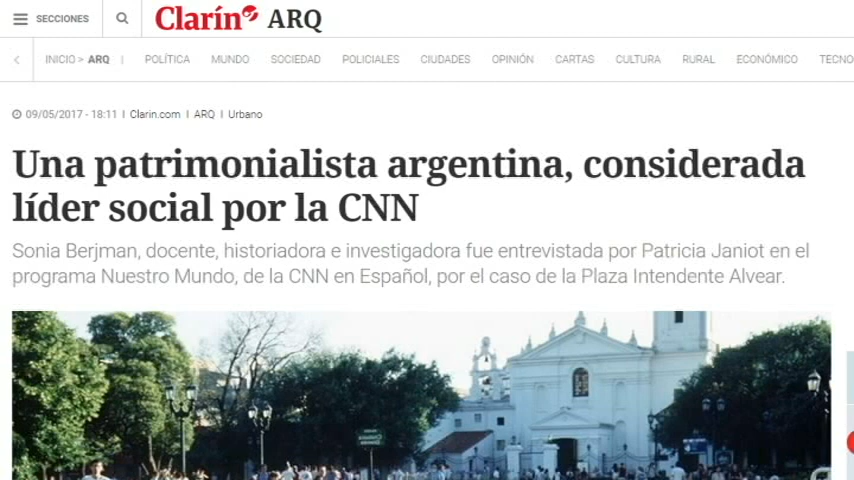 SECCIONES
Clarín ARQ
INICIO > ARQ | POLÍTICA MUNDO SOCIEDAD POLICIALES CIUDADES OPINIÓN CARTAS CULTURA RURAL ECONÓMICO TECNO
09/05/2017 - 18:11 | Clarin.com | ARQ | Urbano
Una patrimonialista argentina, considerada
líder social por la CNN
Sonia Berjman, docente, historiadora e investigadora fue entrevistada por Patricia Janiot en el
programa Nuestro Mundo, de la CNN en Español, por el caso de la Plaza Intendente Alvear.